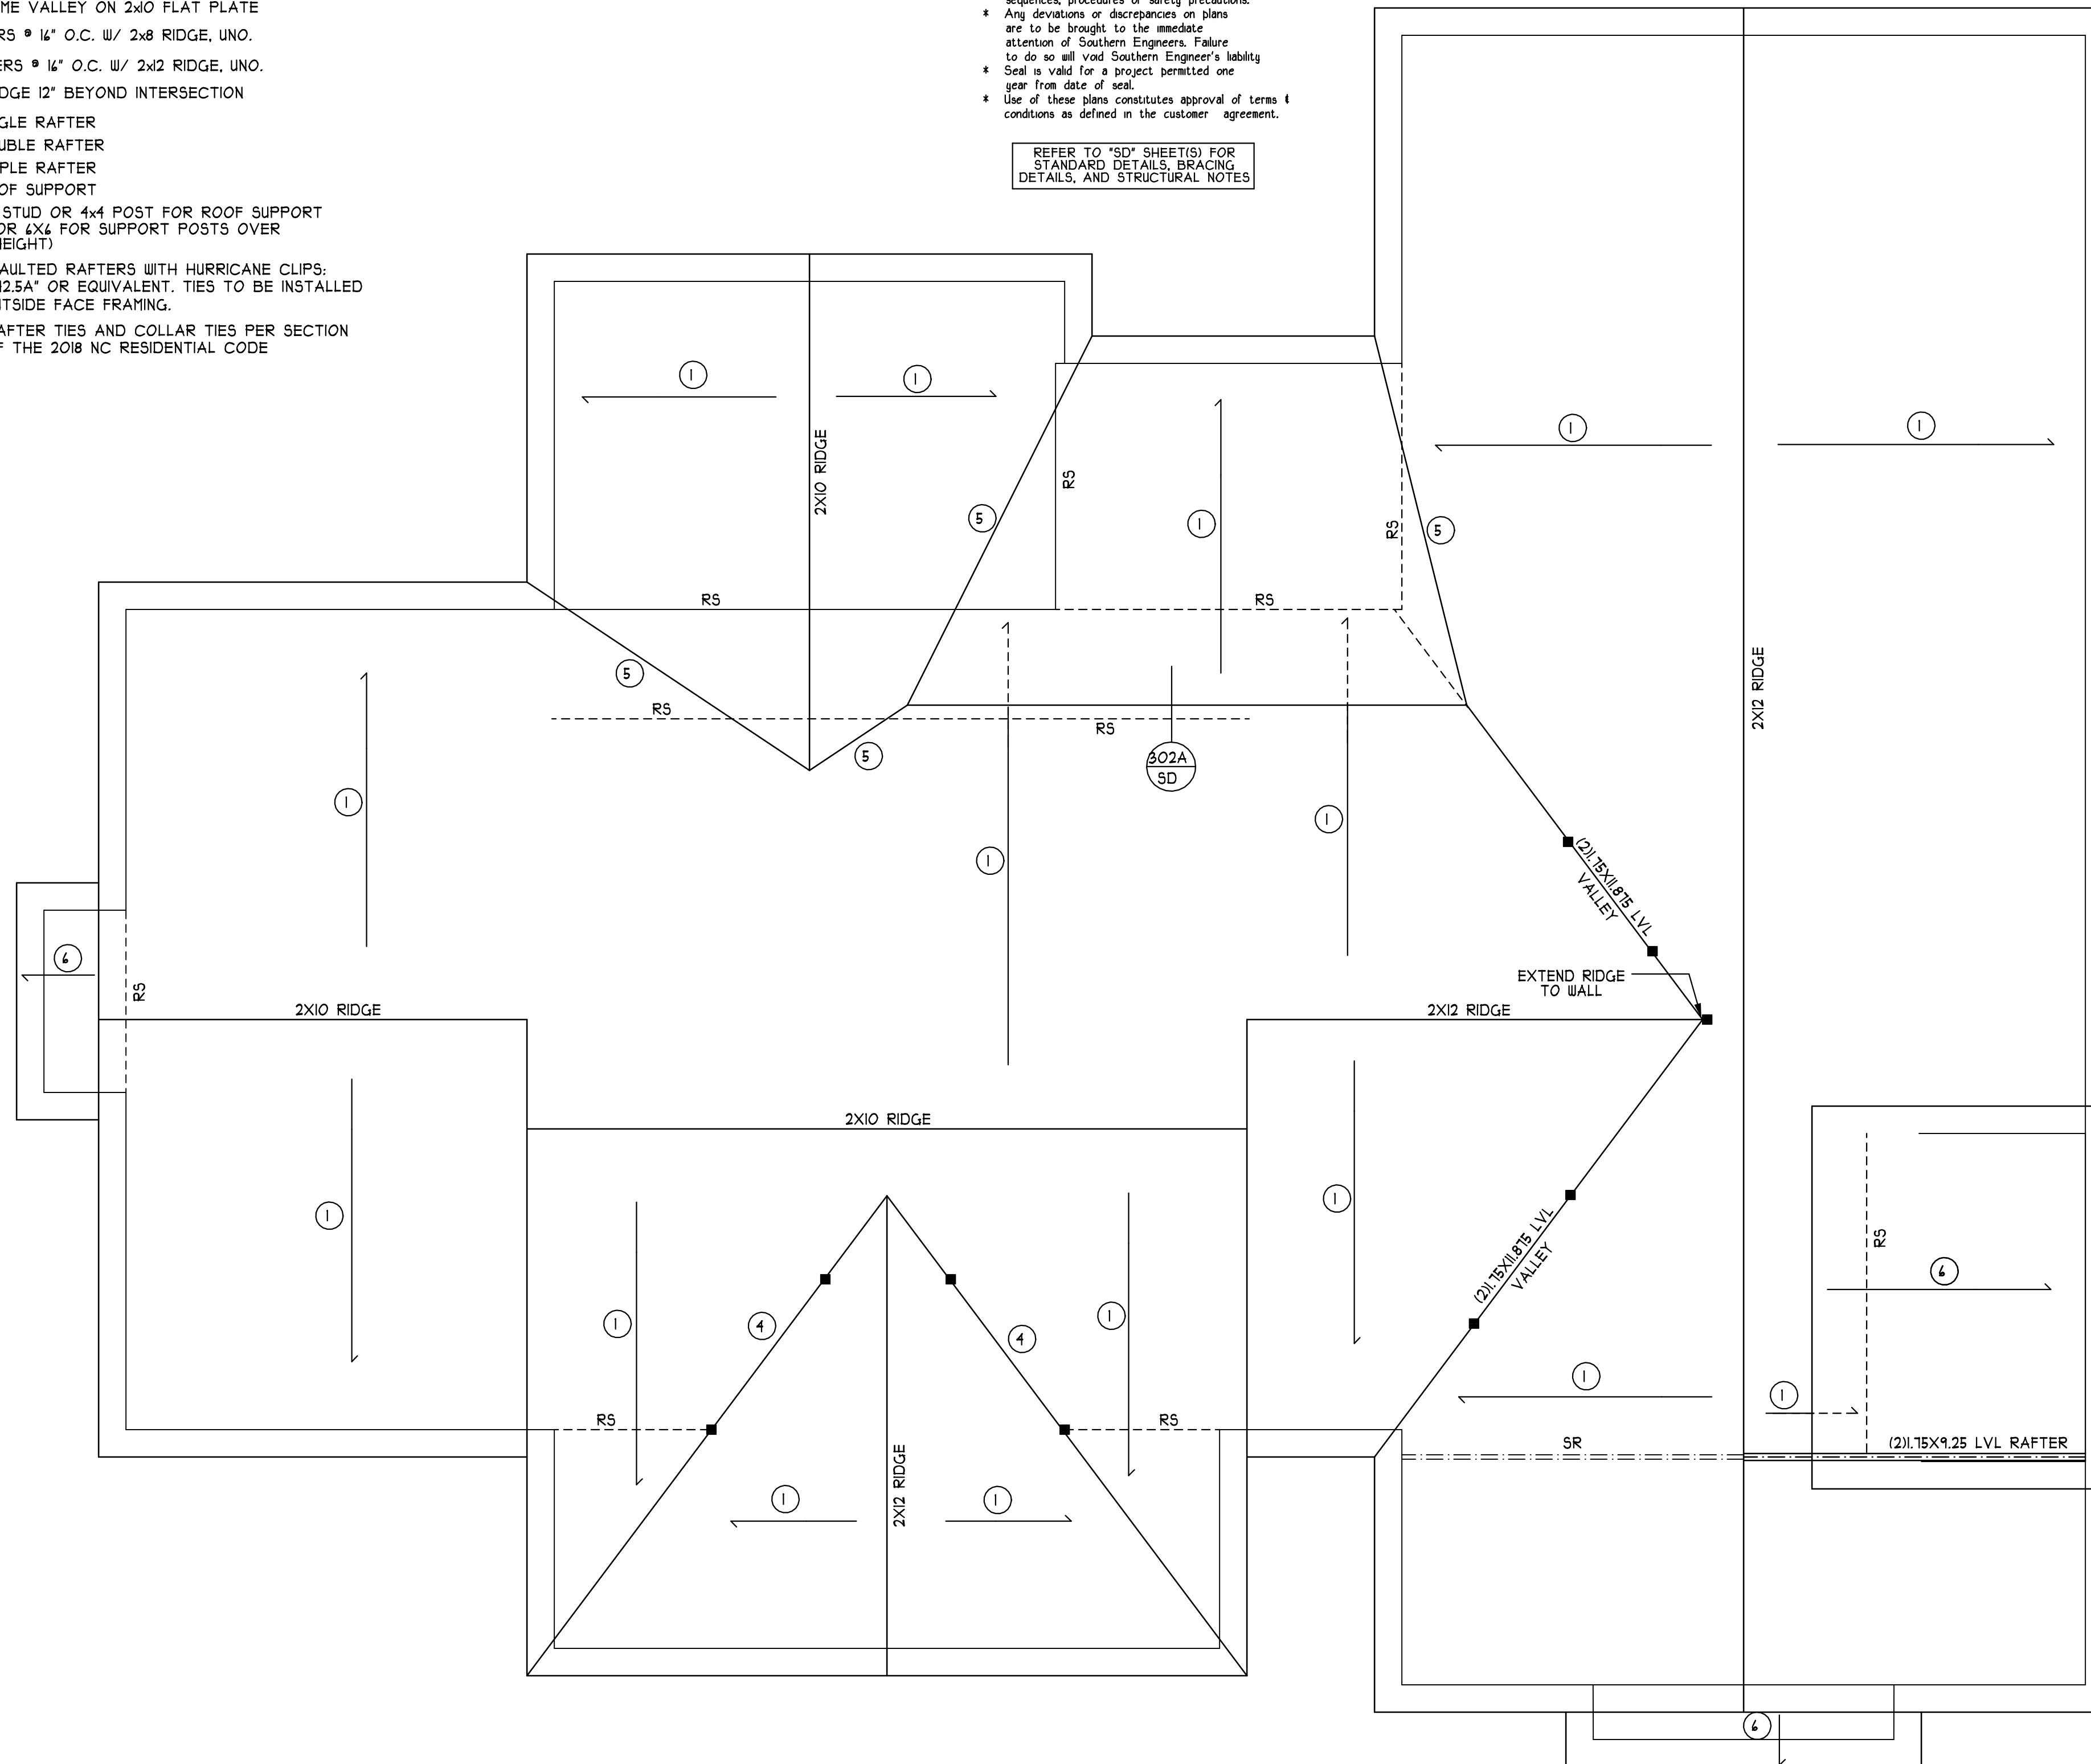 ME VALLEY ON 2x10 FLAT PLATE
RS @ 16" O.C. W/ 2x8 RIDGE, UNO.
ERS @ 16" O.C. W/ 2x12 RIDGE, UNO.
DGE 12" BEYOND INTERSECTION
GLE RAFTER
UBLE RAFTER
PLE RAFTER
OF SUPPORT
STUD OR 4x4 POST FOR ROOF SUPPORT
OR 6X6 FOR SUPPORT POSTS OVER
HEIGHT)
AULTED RAFTERS WITH HURRICANE CLIPS:
H2.5A" OR EQUIVALENT. TIES TO BE INSTALLED
TSIDE FACE FRAMING.
AFTER TIES AND COLLAR TIES PER SECTION
F THE 2018 NC RESIDENTIAL CODE
sequences, procedures or safety precautions.
* Any deviations or discrepancies on plans
are to be brought to the immediate
attention of Southern Engineers. Failure
to do so will void Southern Engineer's liability
* Seal is valid for a project permitted one
year from date of seal.
* Use of these plans constitutes approval of terms &
conditions as defined in the customer agreement.
REFER TO "SD" SHEET(S) FOR
STANDARD DETAILS, BRACING
DETAILS, AND STRUCTURAL NOTES
1
1
1
1
2X10 RIDGE
RS
5
1
RS
5
RS
RS
5
RS
RS
5
302A
SD
2X12 RIDGE
1
1
1
(2)1.75X11.875 LVL
VALLEY
6
RS
EXTEND RIDGE
TO WALL
2X10 RIDGE
2X12 RIDGE
2X10 RIDGE
1
1
RS
6
(2)1.75X11.875 LVL
VALLEY
1
4
4
1
1
1
RS
RS
SR
(2)1.75X9.25 LVL RAFTER
2X12 RIDGE
1
1
6